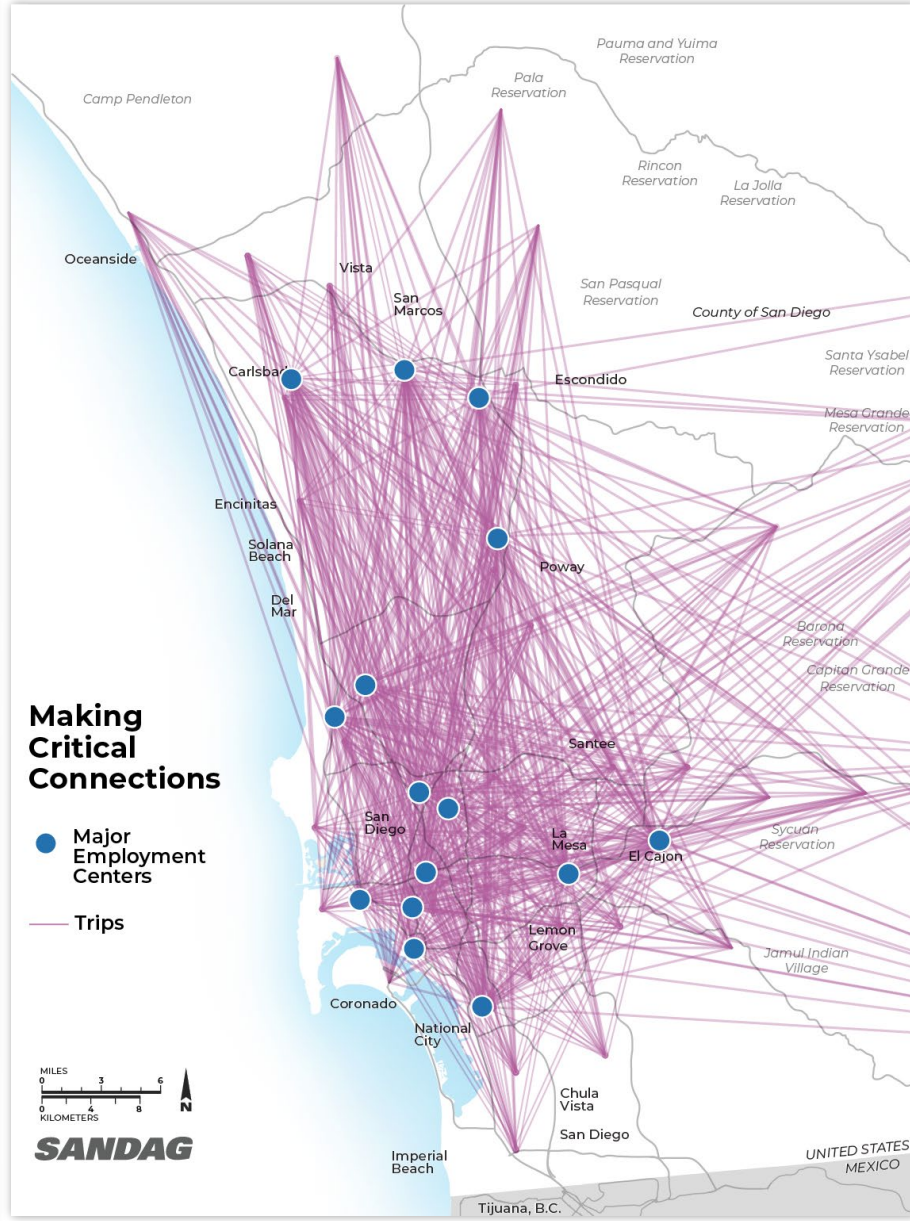 Pauma and Yuima
Reservation
Pala
Reservation
Camp Pendleton
Rincon
Reservation
La Jolla
Reservation
Oceanside
Vista
San
Marcos
San Pasqual
Reservation
County of San Diego
Santa Ysabel
Reservation
Carlsbad
Escondido
Mesa Grande
Reservation
Encinitas
Solana
Beach
Poway
Del
Mar
Barona
Reservation
Capitan Grande
Reservation
Making
Critical
Connections
Santee
San
Diego
La
Mesa
El Cajon
Sycuan
Reservation
Major
Employment
Centers
Trips
Lemon
Grove
Jamul Indian
Village
Coronado
National
City
MILES
0 3 6
0 4 8
KILOMETERS
N
SANDAG
Chula
Vista
San Diego
Imperial
Beach
UNITED STATES
MEXICO
Tijuana, B.C.